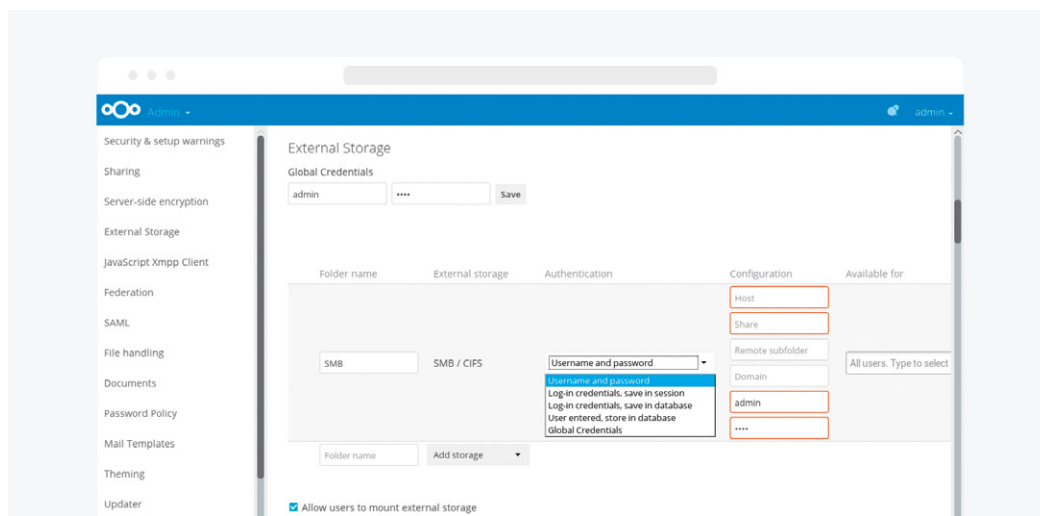 Admin
admin
Security & setup warnings
Sharing
Server-side encryption
External Storage
JavaScript Xmpp Client
Federation
SAML
File handling
Documents
Password Policy
Mail Templates
Theming
Updater
External Storage
Global Credentials
admin •••• Save
Folder name External storage Authentication Configuration Available for
Host
Share
Remote subfolder
SMB SMB / CIFS Username and password All users. Type to select
Domain
Username and password
Log-in credentials, save in session
Log-in credentials, save in database
User entered, store in database
Global Credentials
admin
••••
Folder name Add storage
Allow users to mount external storage